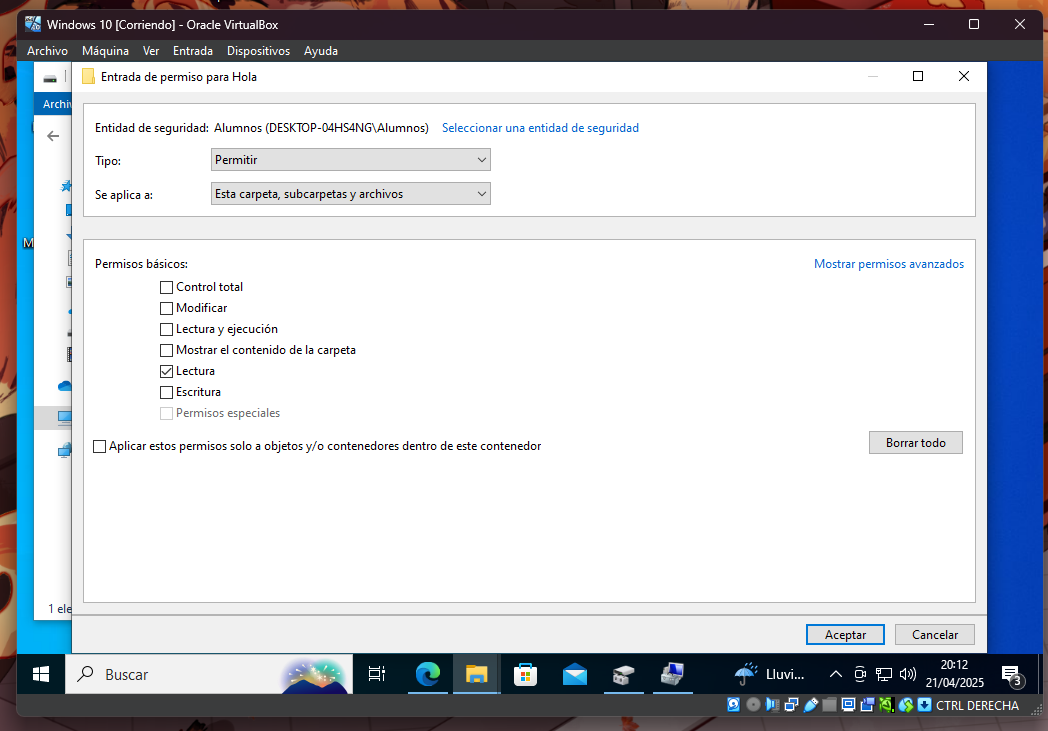 Windows 10 [Corriendo] - Oracle VirtualBox
Archivo Máquina Ver Entrada Dispositivos Ayuda
Entrada de permiso para Hola
Archiv
Entidad de seguridad: Alumnos (DESKTOP-04HS4NG\Alumnos) Seleccionar una entidad de seguridad
Tipo: Permitir
Se aplica a: Esta carpeta, subcarpetas y archivos
M
Permisos básicos: Mostrar permisos avanzados
Control total
Modificar
Lectura y ejecución
Mostrar el contenido de la carpeta
Lectura
Escritura
Permisos especiales
Aplicar estos permisos solo a objetos y/o contenedores dentro de este contenedor
Borrar todo
1 ele
Aceptar Cancelar
Buscar
Lluvi...
20:12
21/04/2025
3
CTRL DERECHA